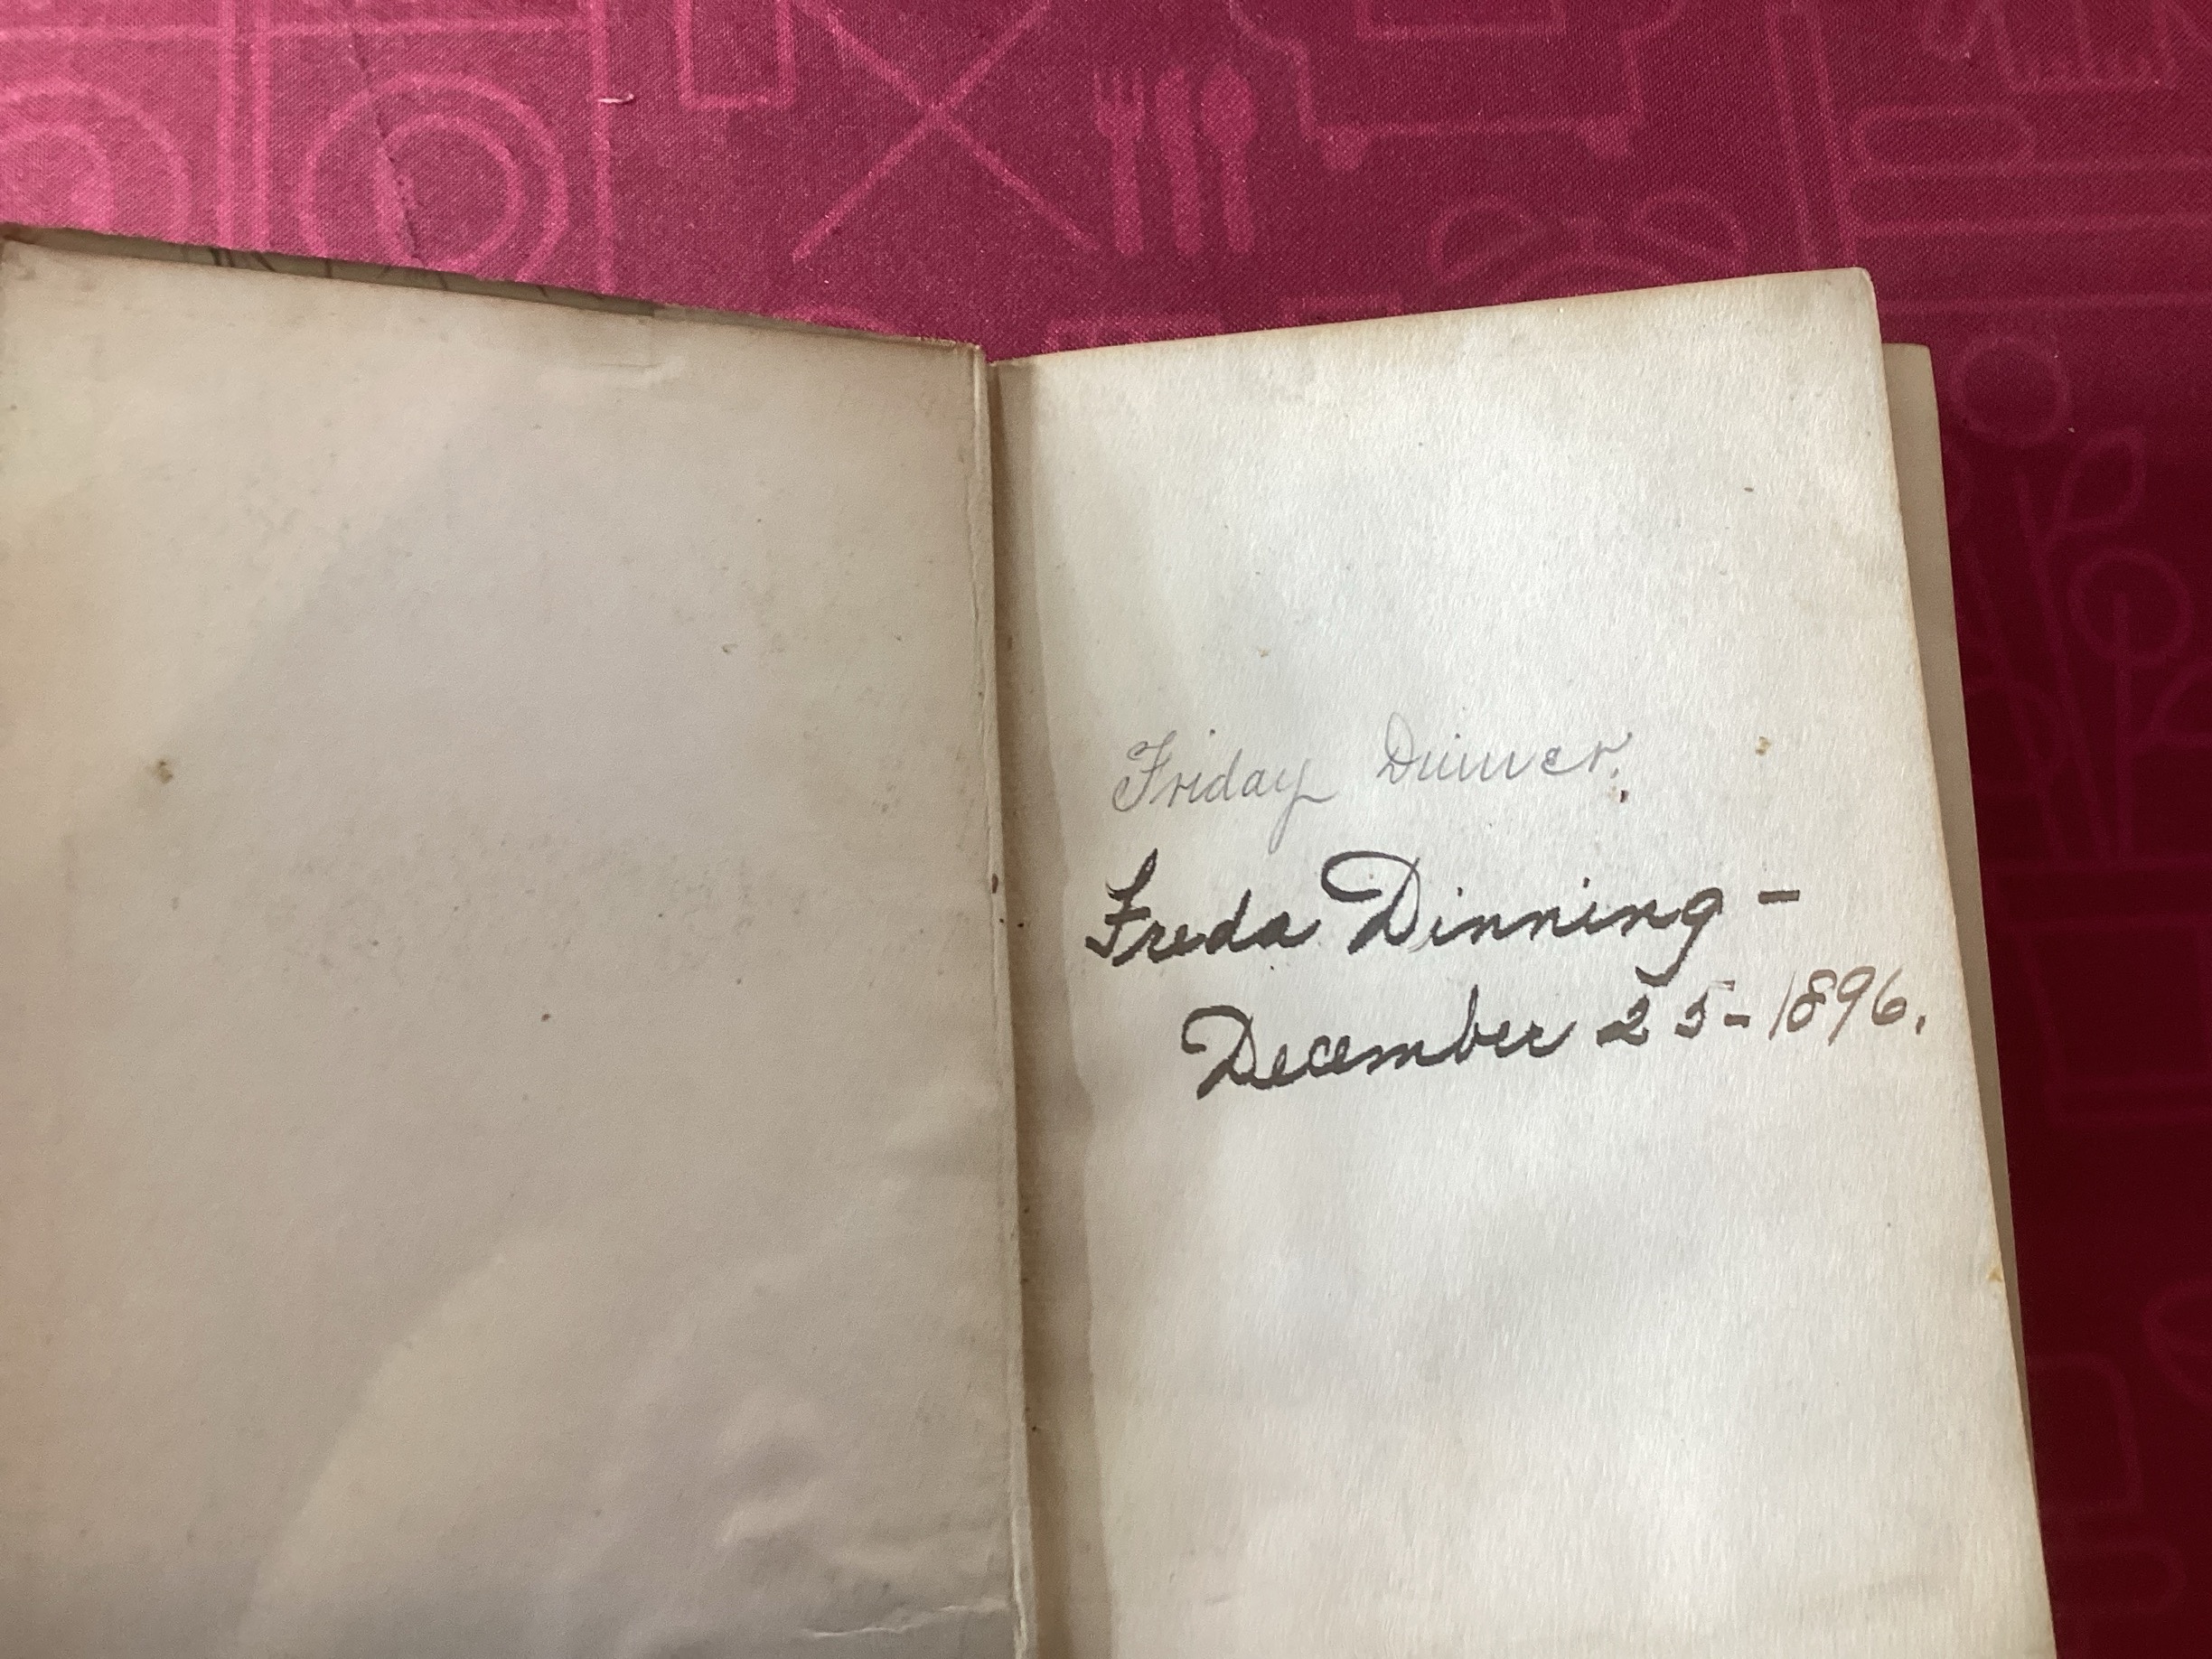 Friday Dinner.
Freda Dinning -
December 25-1896.